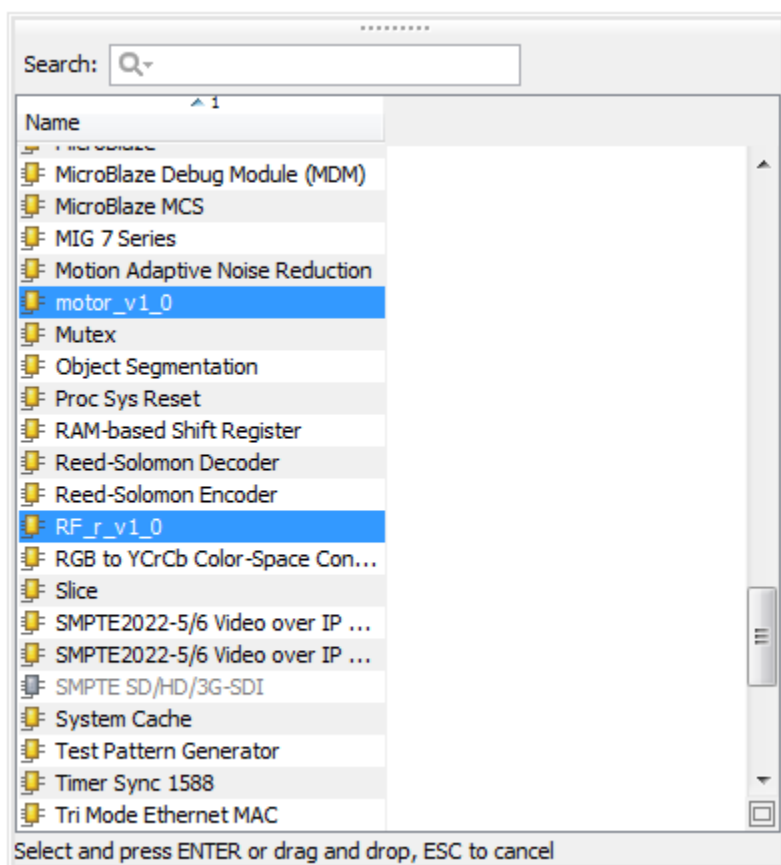 Search:
1
Name
MicroBlaze
MicroBlaze Debug Module (MDM)
MicroBlaze MCS
MIG 7 Series
Motion Adaptive Noise Reduction
motor_v1_0
Mutex
Object Segmentation
Proc Sys Reset
RAM-based Shift Register
Reed-Solomon Decoder
Reed-Solomon Encoder
RF_r_v1_0
RGB to YCrCb Color-Space Con...
Slice
SMPTE2022-5/6 Video over IP ...
SMPTE2022-5/6 Video over IP ...
SMPTE SD/HD/3G-SDI
System Cache
Test Pattern Generator
Timer Sync 1588
Tri Mode Ethernet MAC
Select and press ENTER or drag and drop, ESC to cancel